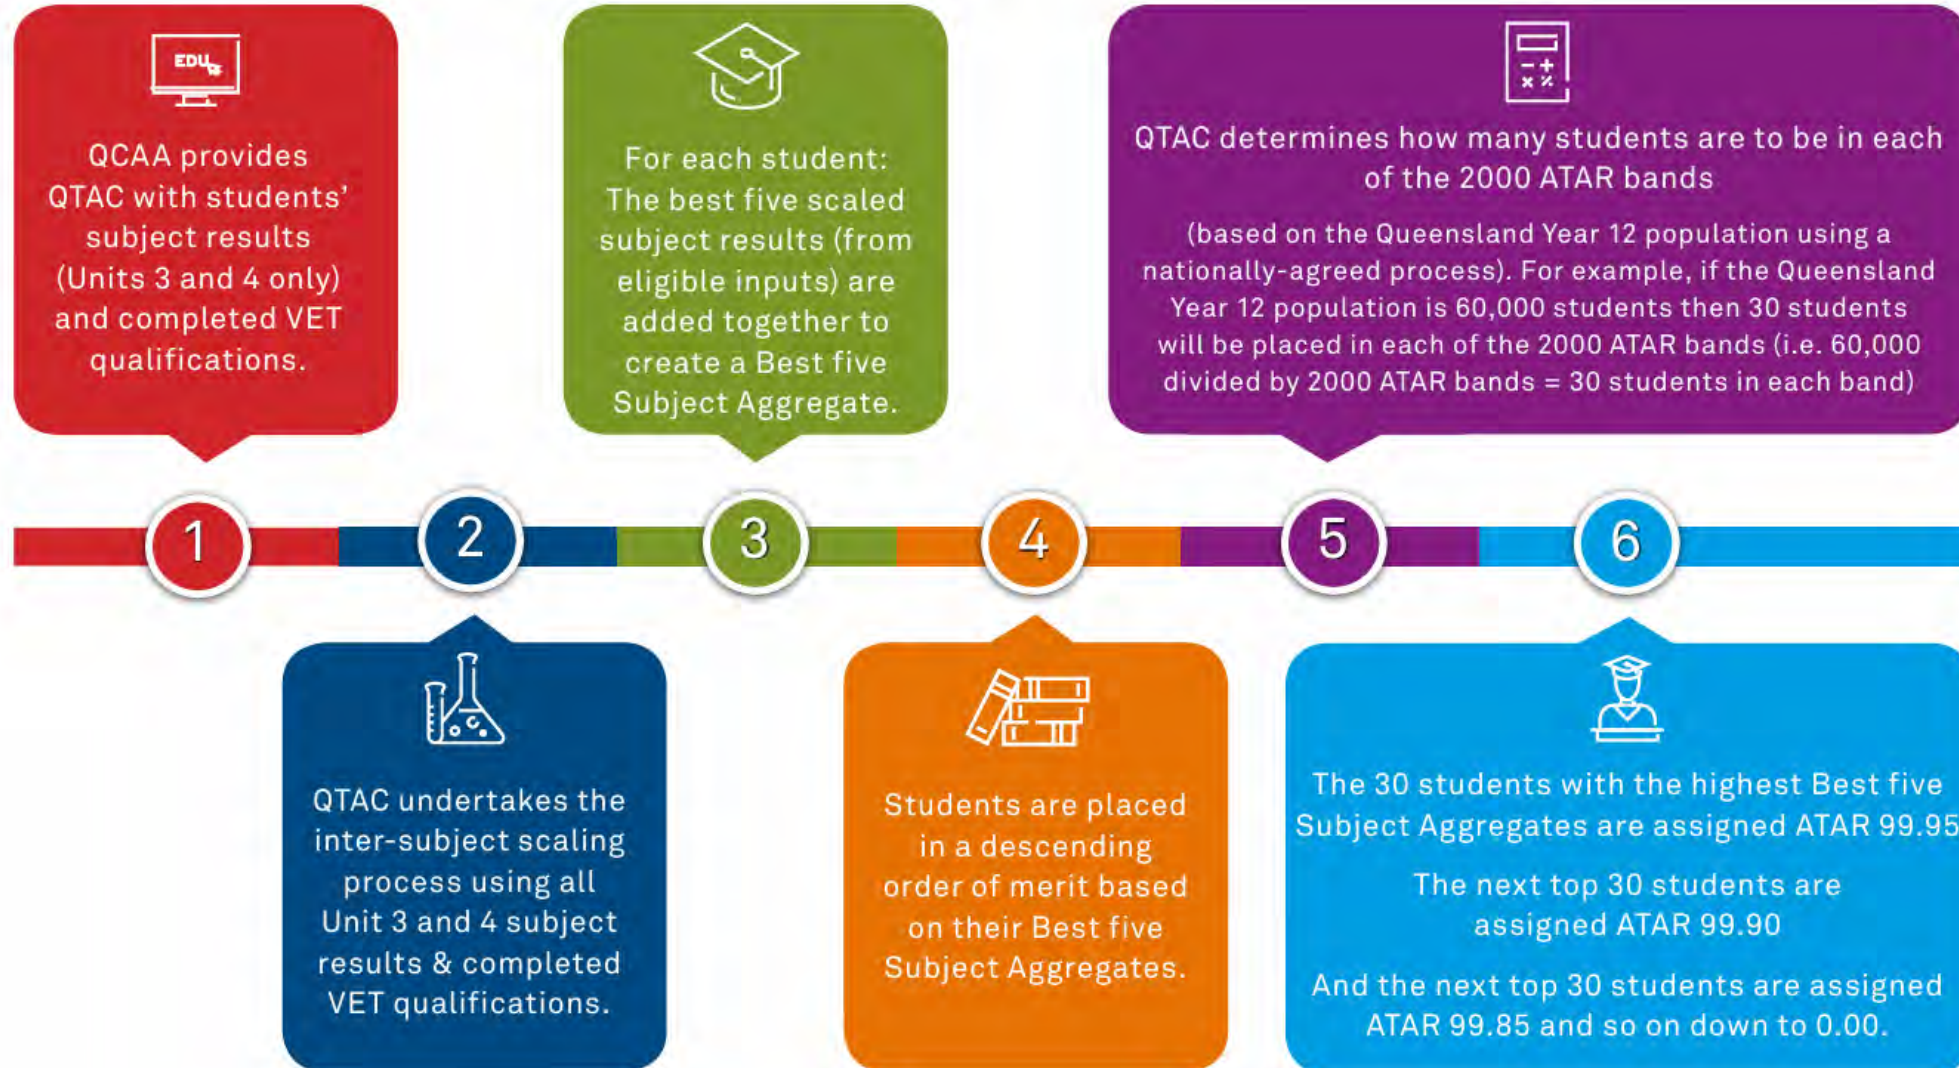 EDU
QCAA provides
QTAC with students’
subject results
(Units 3 and 4 only)
and completed VET
qualifications.
1
2
QTAC undertakes the
inter-subject scaling
process using all
Unit 3 and 4 subject
results & completed
VET qualifications.
For each student:
The best five scaled
subject results (from
eligible inputs) are
added together to
create a Best five
Subject Aggregate.
3
4
Students are placed
in a descending
order of merit based
on their Best five
Subject Aggregates.
QTAC determines how many students are to be in each
of the 2000 ATAR bands
(based on the Queensland Year 12 population using a
nationally-agreed process). For example, if the Queensland
Year 12 population is 60,000 students then 30 students
will be placed in each of the 2000 ATAR bands (i.e. 60,000
divided by 2000 ATAR bands = 30 students in each band)
5
6
The 30 students with the highest Best five
Subject Aggregates are assigned ATAR 99.95
The next top 30 students are
assigned ATAR 99.90
And the next top 30 students are assigned
ATAR 99.85 and so on down to 0.00.